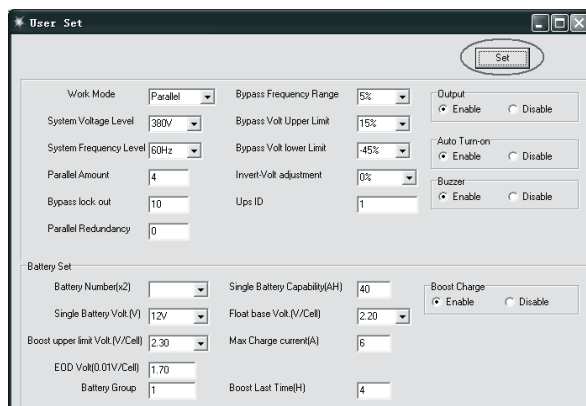 User Set
Set
Work Mode Parallel Bypass Frequency Range 5% Output
Enable Disable
System Voltage Level 380V Bypass Volt Upper Limit 15%
System Frequency Level 60Hz Bypass Volt lower Limit -45% Auto Turn-on
Enable Disable
Parallel Amount 4 Invert-Volt adjustment 0% Buzzer
Enable Disable
Bypass lock out 10 Ups ID 1
Parallel Redundancy 0
Battery Set
Battery Number(x2) Single Battery Capability(AH) 40 Boost Charge
Enable Disable
Single Battery Volt.(V) 12V Float base Volt.(V/Cell) 2.20
Boost upper limit Volt.(V/Cell) 2.30 Max Charge current(A) 6
EOD Volt(0.01V/Cell) 1.70
Battery Group 1 Boost Last Time(H) 4